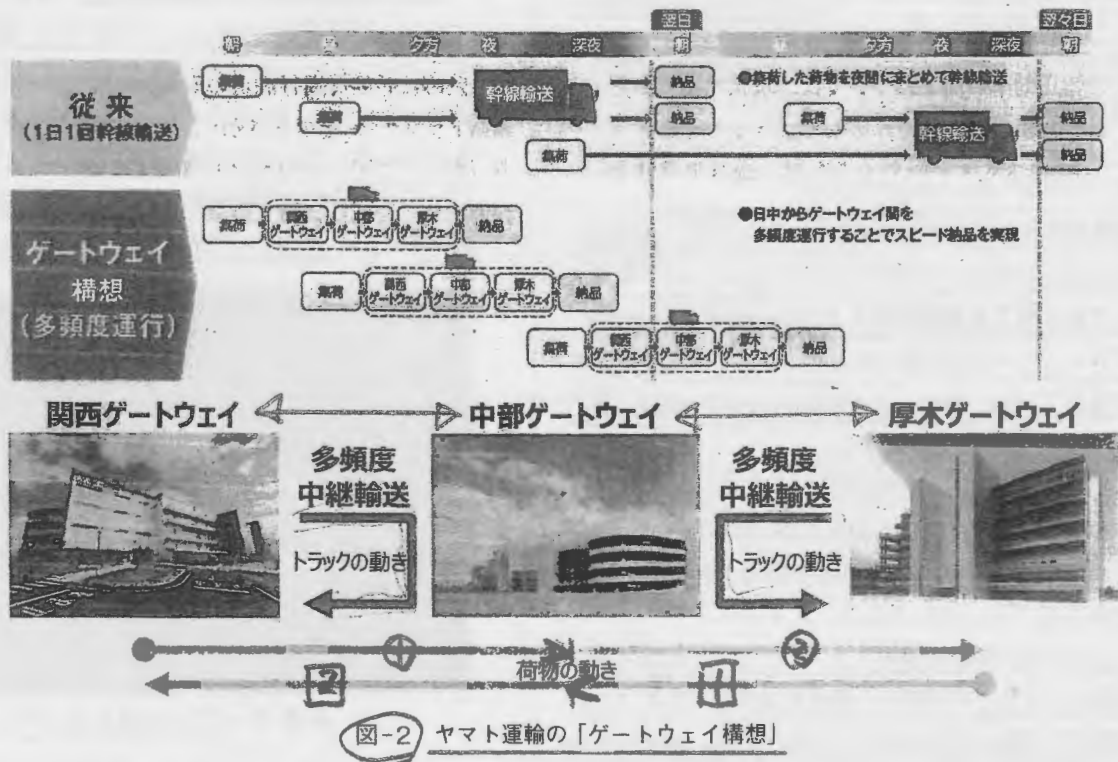 翌日
翌々日
朝
昼
夕方
夜
深夜
朝
夕方
夜
深夜
朝
従来
(1日1回幹線輸送)
集荷
幹線輸送
納品
●集荷した荷物を夜間にまとめて幹線輸送
集荷
納品
集荷
幹線輸送
納品
集荷
納品
ゲートウェイ
構想
(多頻度運行)
●日中からゲートウェイ間を
多頻度運行することでスピード納品を実現
集荷
関西
ゲートウェイ
中部
ゲートウェイ
厚木
ゲートウェイ
納品
集荷
関西
ゲートウェイ
中部
ゲートウェイ
厚木
ゲートウェイ
納品
集荷
関西
ゲートウェイ
中部
ゲートウェイ
厚木
ゲートウェイ
納品
関西ゲートウェイ
中部ゲートウェイ
厚木ゲートウェイ
多頻度
中継輸送
トラックの動き
多頻度
中継輸送
トラックの動き
①
②
荷物の動き
2
1
図-2 ヤマト運輸の「ゲートウェイ構想」